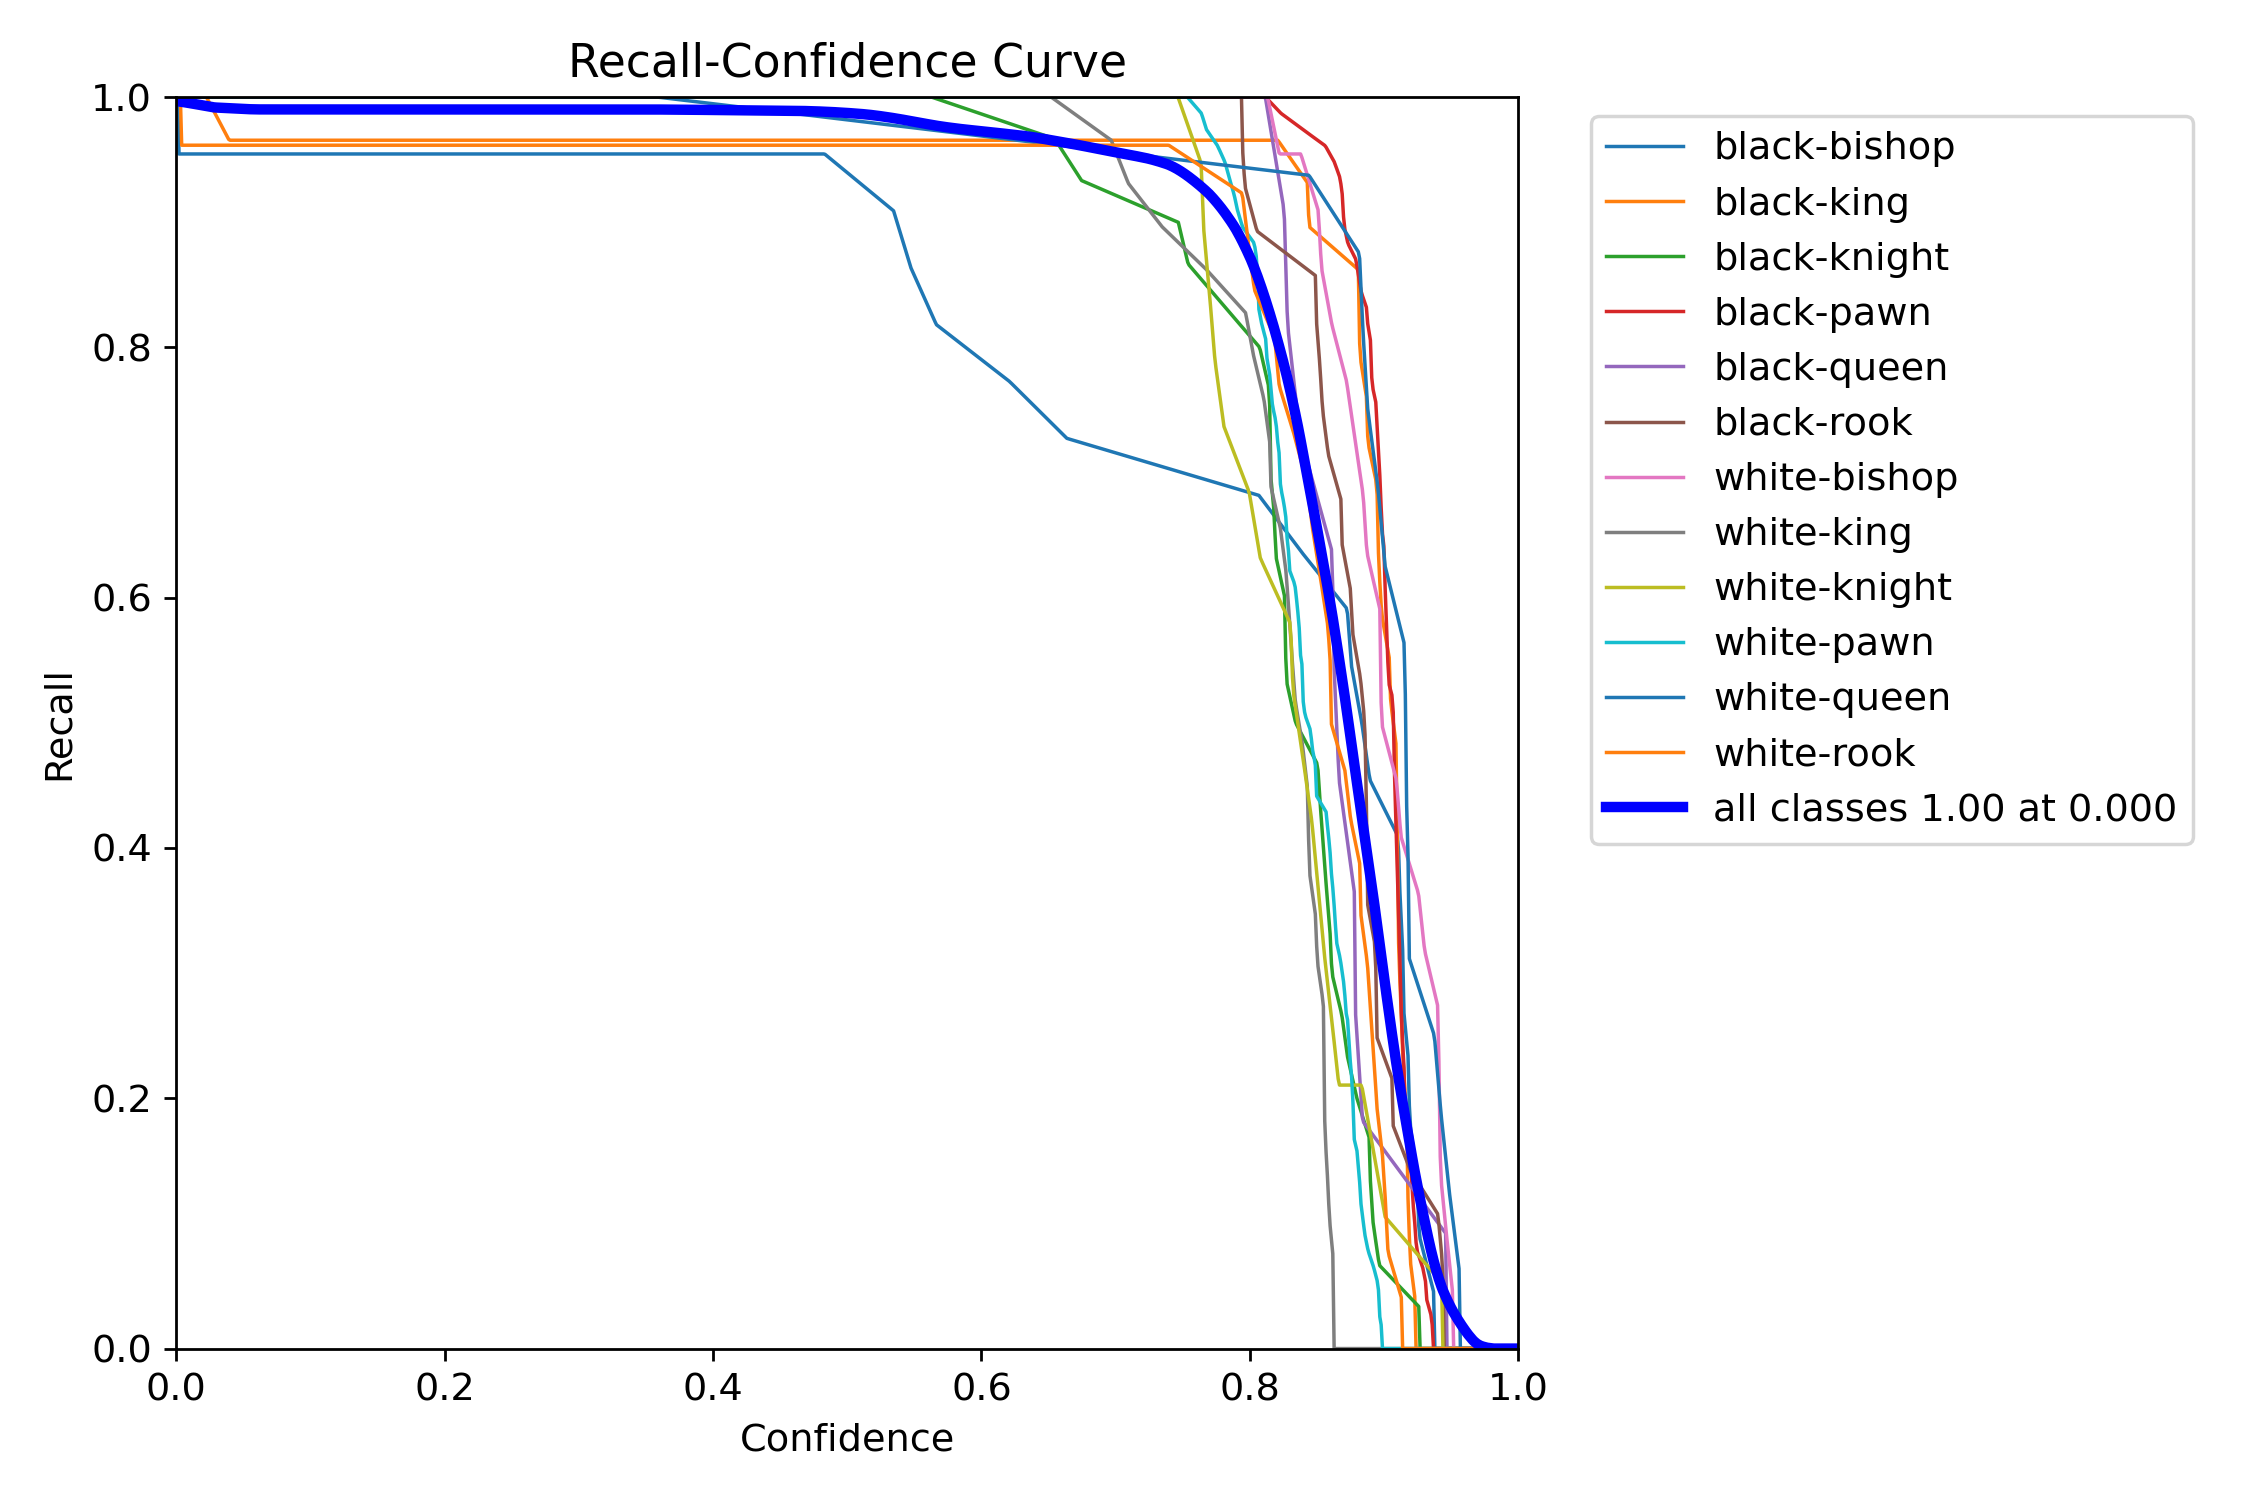 Recall-Confidence Curve
1.0
0.8
0.6
0.4
0.2
0.0
Recall
0.0 0.2 0.4 0.6 0.8 1.0
Confidence
black-bishop
black-king
black-knight
black-pawn
black-queen
black-rook
white-bishop
white-king
white-knight
white-pawn
white-queen
white-rook
all classes 1.00 at 0.000